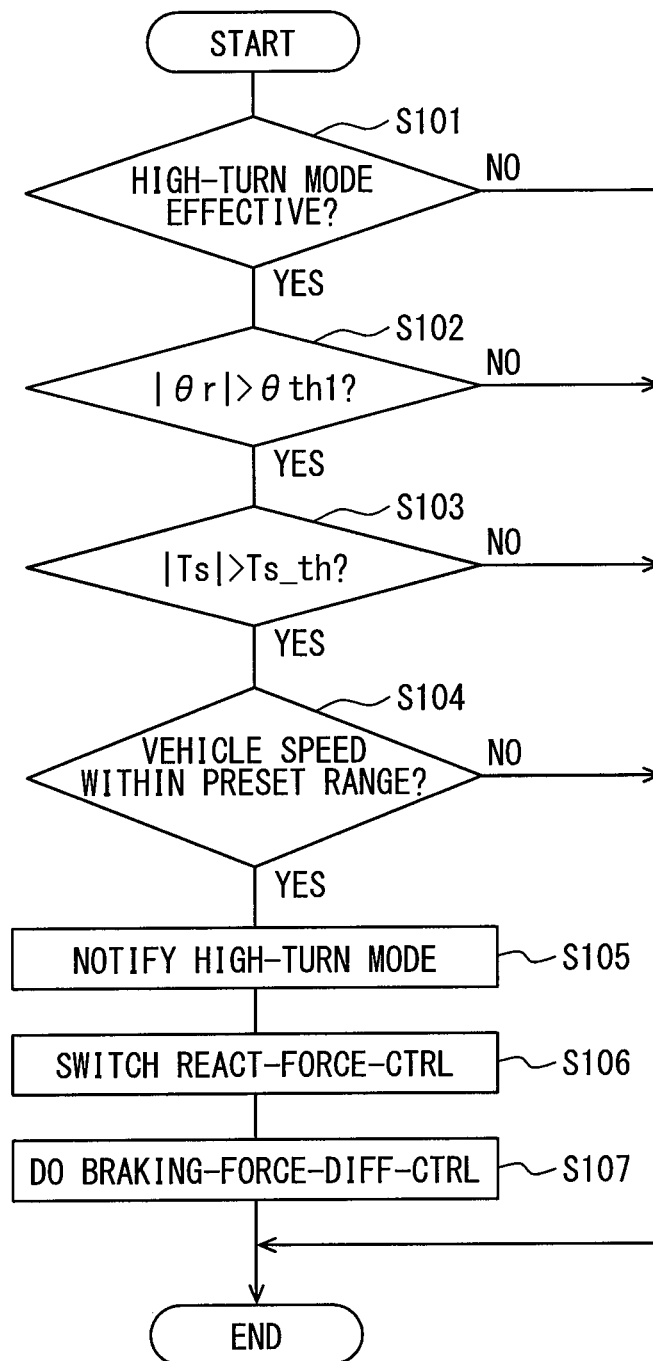 START
S101
HIGH-TURN MODE
EFFECTIVE?
NO
YES
S102
|θr|>θth1?
NO
YES
S103
|Ts|>Ts_th?
NO
YES
S104
VEHICLE SPEED
WITHIN PRESET RANGE?
NO
YES
NOTIFY HIGH-TURN MODE
S105
SWITCH REACT-FORCE-CTRL
S106
DO BRAKING-FORCE-DIFF-CTRL
S107
END